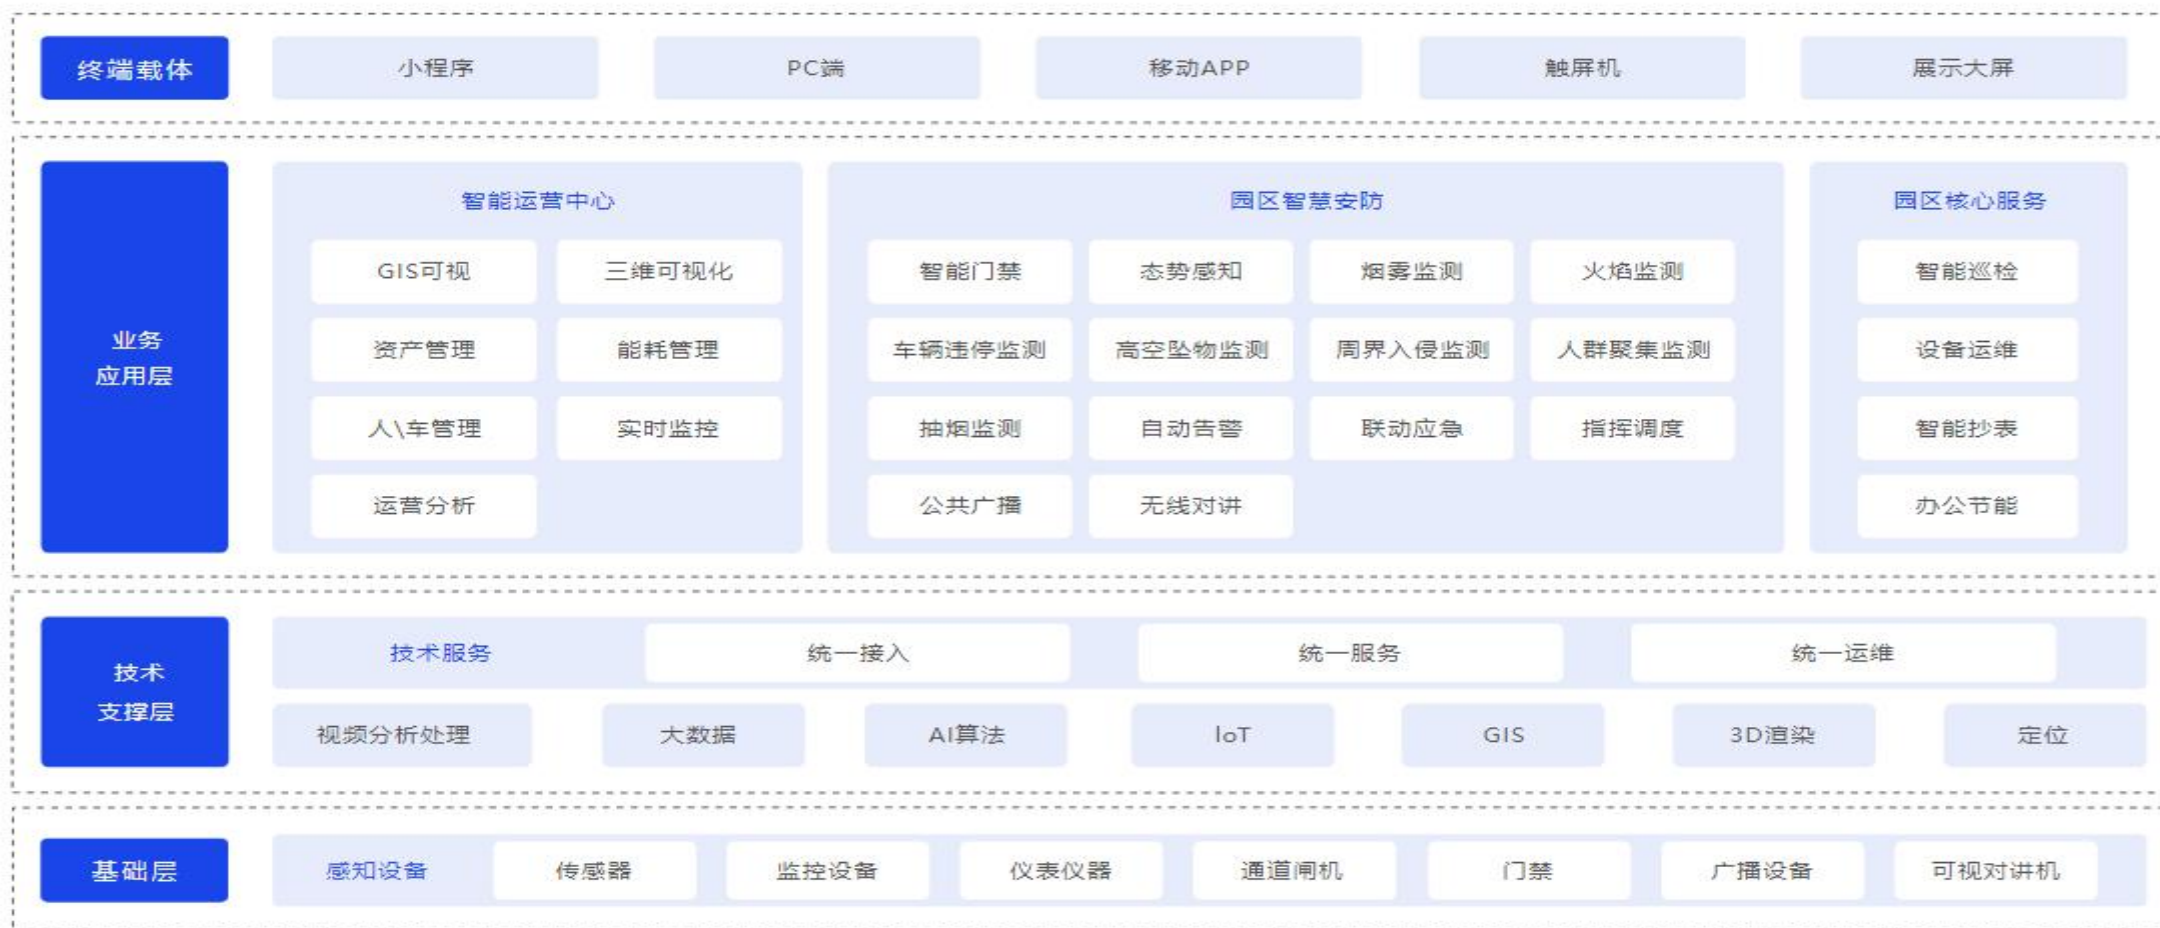 终端载体
小程序
PC端
移动APP
触屏机
展示大屏
业务
应用层
智能运营中心
GIS可视
三维可视化
资产管理
能耗管理
人\车管理
实时监控
运营分析
园区智慧安防
智能门禁
态势感知
烟雾监测
火焰监测
车辆违停监测
高空坠物监测
周界入侵监测
人群聚集监测
抽烟监测
自动告警
联动应急
指挥调度
公共广播
无线对讲
园区核心服务
智能巡检
设备运维
智能抄表
办公节能
技术
支撑层
技术服务
统一接入
统一服务
统一运维
视频分析处理
大数据
AI算法
IoT
GIS
3D渲染
定位
基础层
感知设备
传感器
监控设备
仪表仪器
通道闸机
门禁
广播设备
可视对讲机